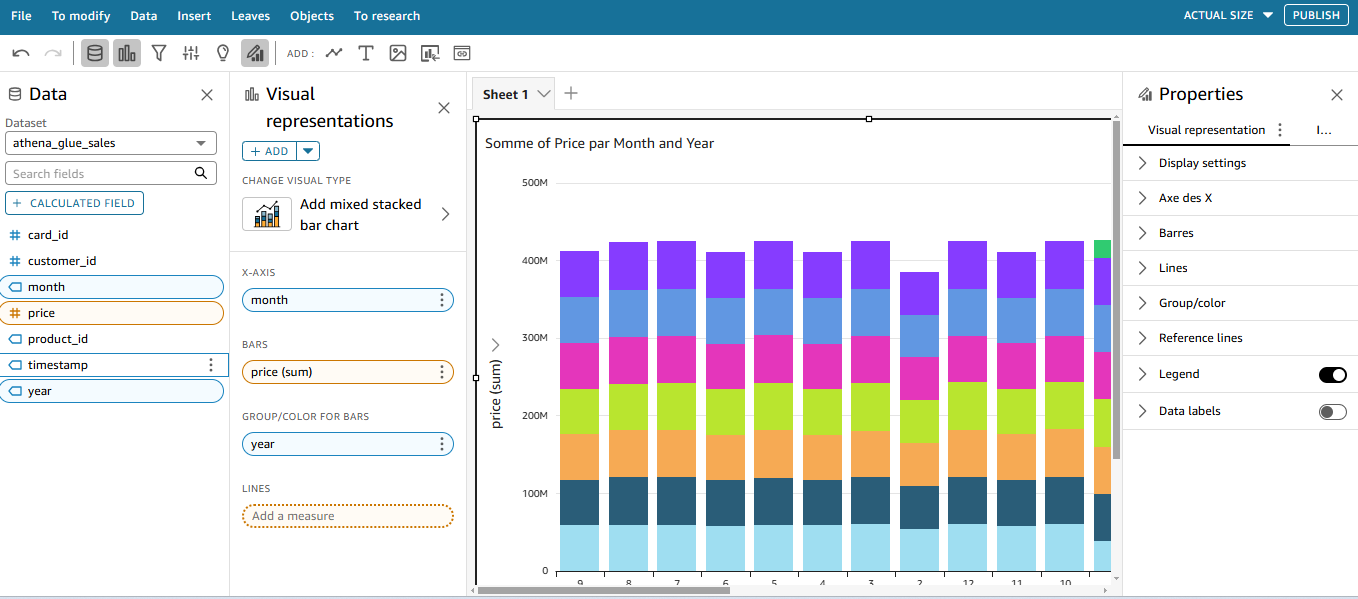 File To modify Data Insert Leaves Objects To research ACTUAL SIZE PUBLISH
ADD :
Data
Dataset
athena_glue_sales
Search fields
+ CALCULATED FIELD
card_id
customer_id
month
price
product_id
timestamp
year
Visual
representations
+ ADD
CHANGE VISUAL TYPE
Add mixed stacked
bar chart
X-AXIS
month
BARS
price (sum)
GROUP/COLOR FOR BARS
year
LINES
Add a measure
Sheet 1
Somme of Price par Month and Year
500M
400M
300M
200M
100M
0
price (sum)
9 8 7 6 5 4 3 2 12 11 10
Properties
Visual representation I...
Display settings
Axe des X
Barres
Lines
Group/color
Reference lines
Legend
Data labels